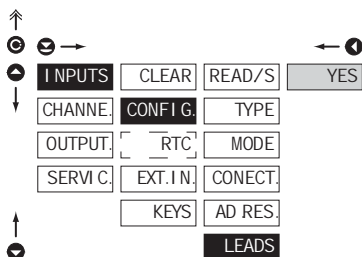 INPUTS CLEAR READ/S YES
CHANNE. CONFIG. TYPE
OUTPUT. RTC MODE
SERVIC. EXT.IN. CONECT.
KEYS AD RES.
LEADS